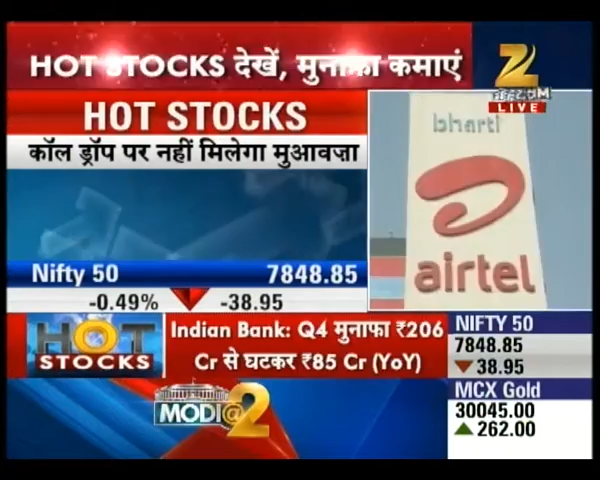 HOT STOCKS देखें, मुनाफा कमाएं
LIVE
HOT STOCKS
कॉल ड्रॉप पर नहीं मिलेगा मुआवज़ा
bharti
airtel
Nifty 50 7848.85
-0.49% -38.95
HOT
STOCKS
Indian Bank: Q4 मुनाफा ₹206
Cr से घटकर ₹85 Cr (YoY)
NIFTY 50
7848.85
38.95
MCX Gold
30045.00
262.00
MODI@2